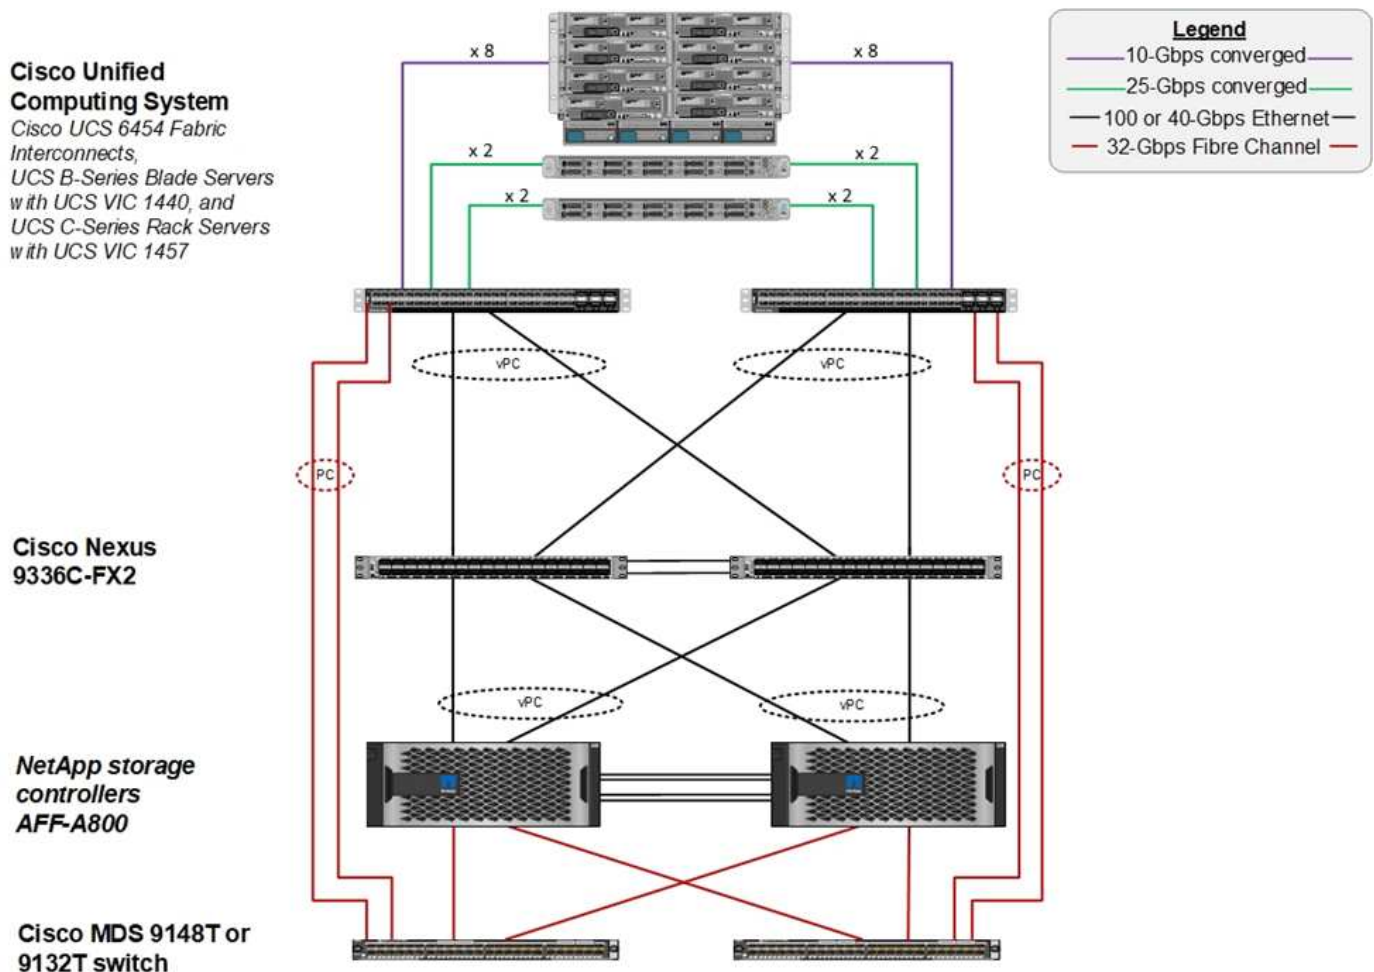 Legend
10-Gbps converged
25-Gbps converged
100 or 40-Gbps Ethernet
32-Gbps Fibre Channel
Cisco Unified
Computing System
Cisco UCS 6454 Fabric
Interconnects,
UCS B-Series Blade Servers
with UCS VIC 1440, and
UCS C-Series Rack Servers
with UCS VIC 1457
x 8
x 8
x 2
x 2
x 2
x 2
vPC
vPC
PC
PC
Cisco Nexus
9336C-FX2
vPC
vPC
NetApp storage
controllers
AFF-A800
Cisco MDS 9148T or
9132T switch